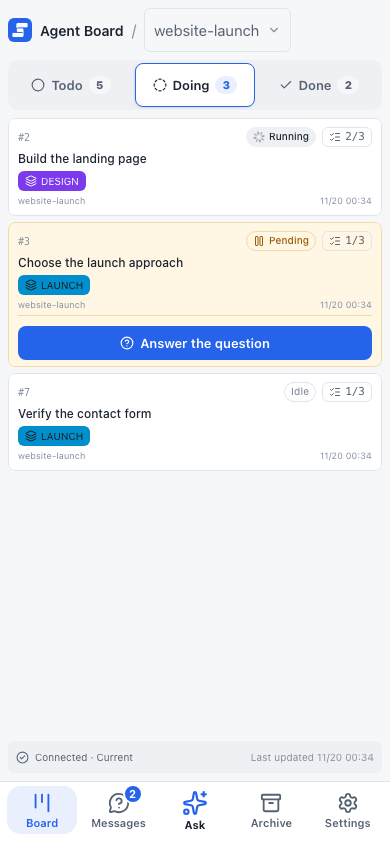 Agent Board / website-launch
Todo 5 Doing 3 Done 2
#2 Running 2/3
Build the landing page
DESIGN
website-launch 11/20 00:34
#3 Pending 1/3
Choose the launch approach
LAUNCH
website-launch 11/20 00:34
Answer the question
#7 Idle 1/3
Verify the contact form
LAUNCH
website-launch 11/20 00:34
Connected · Current Last updated 11/20 00:34
2
Board Messages Ask Archive Settings